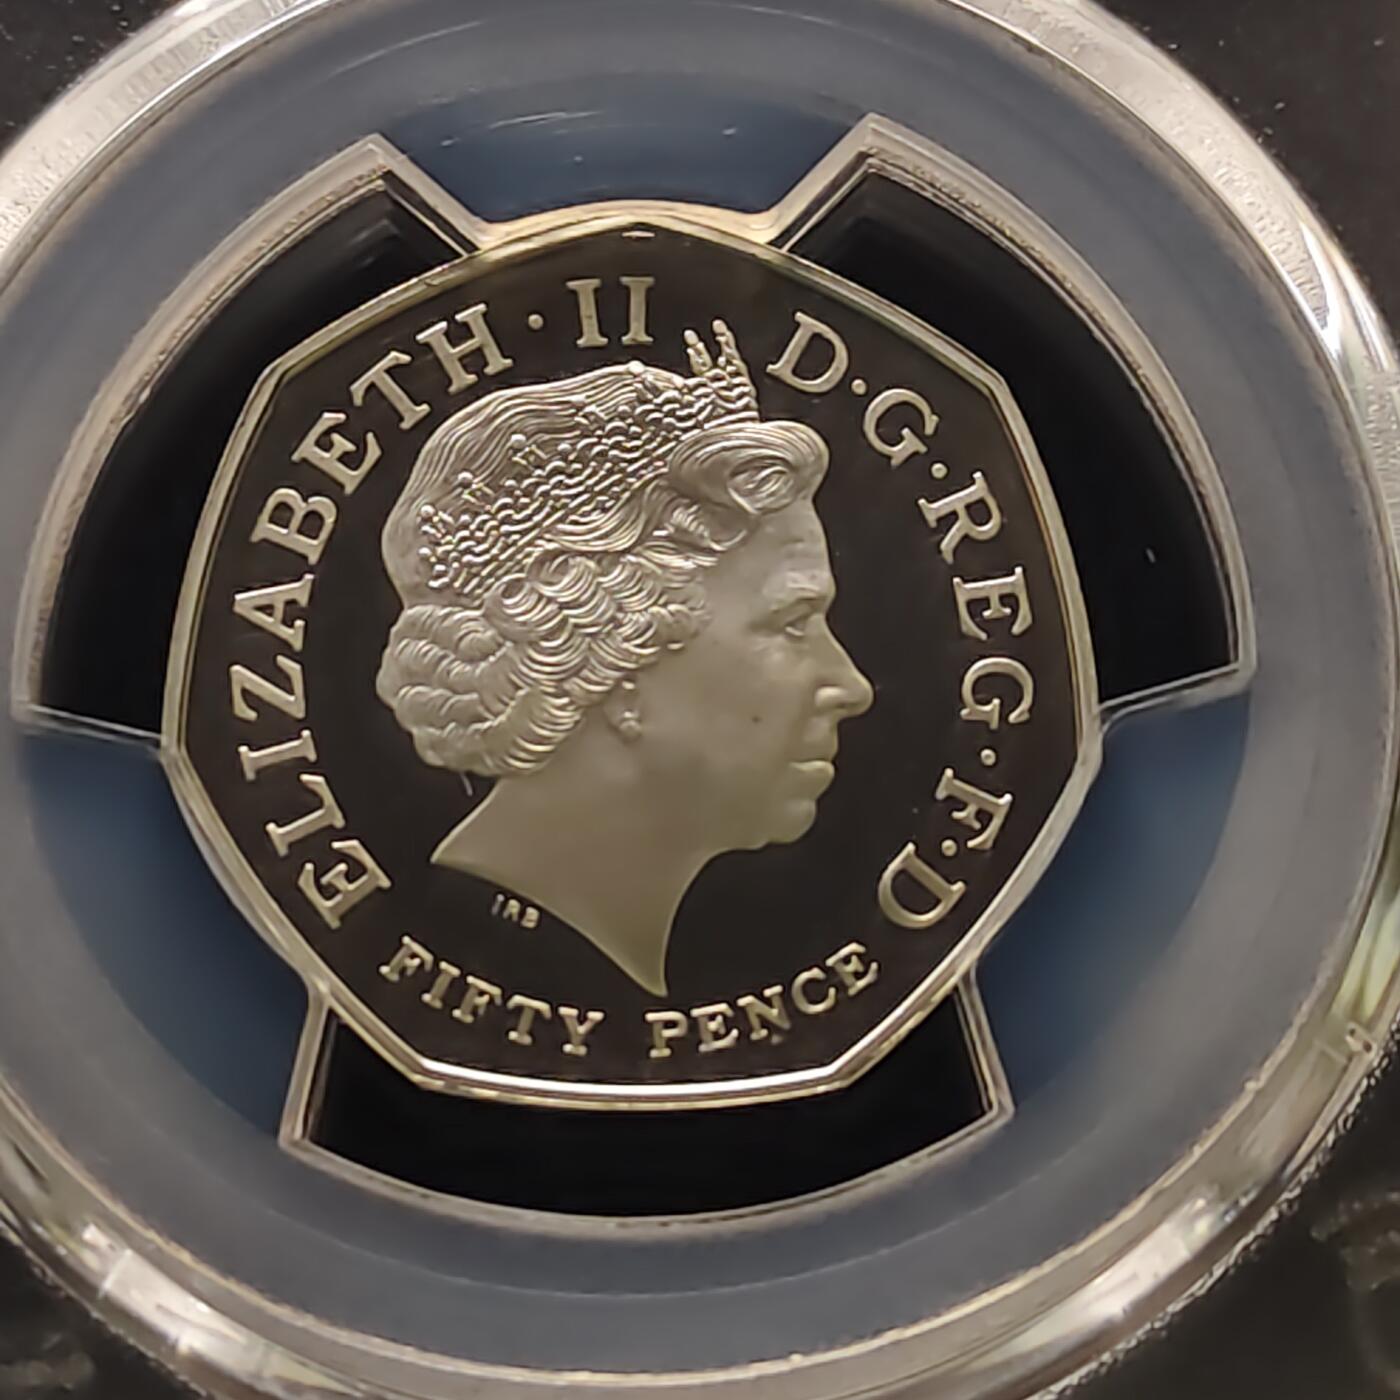 ELIZABETH·II D·G·REG·F·D
FIFTY PENCE
IRB